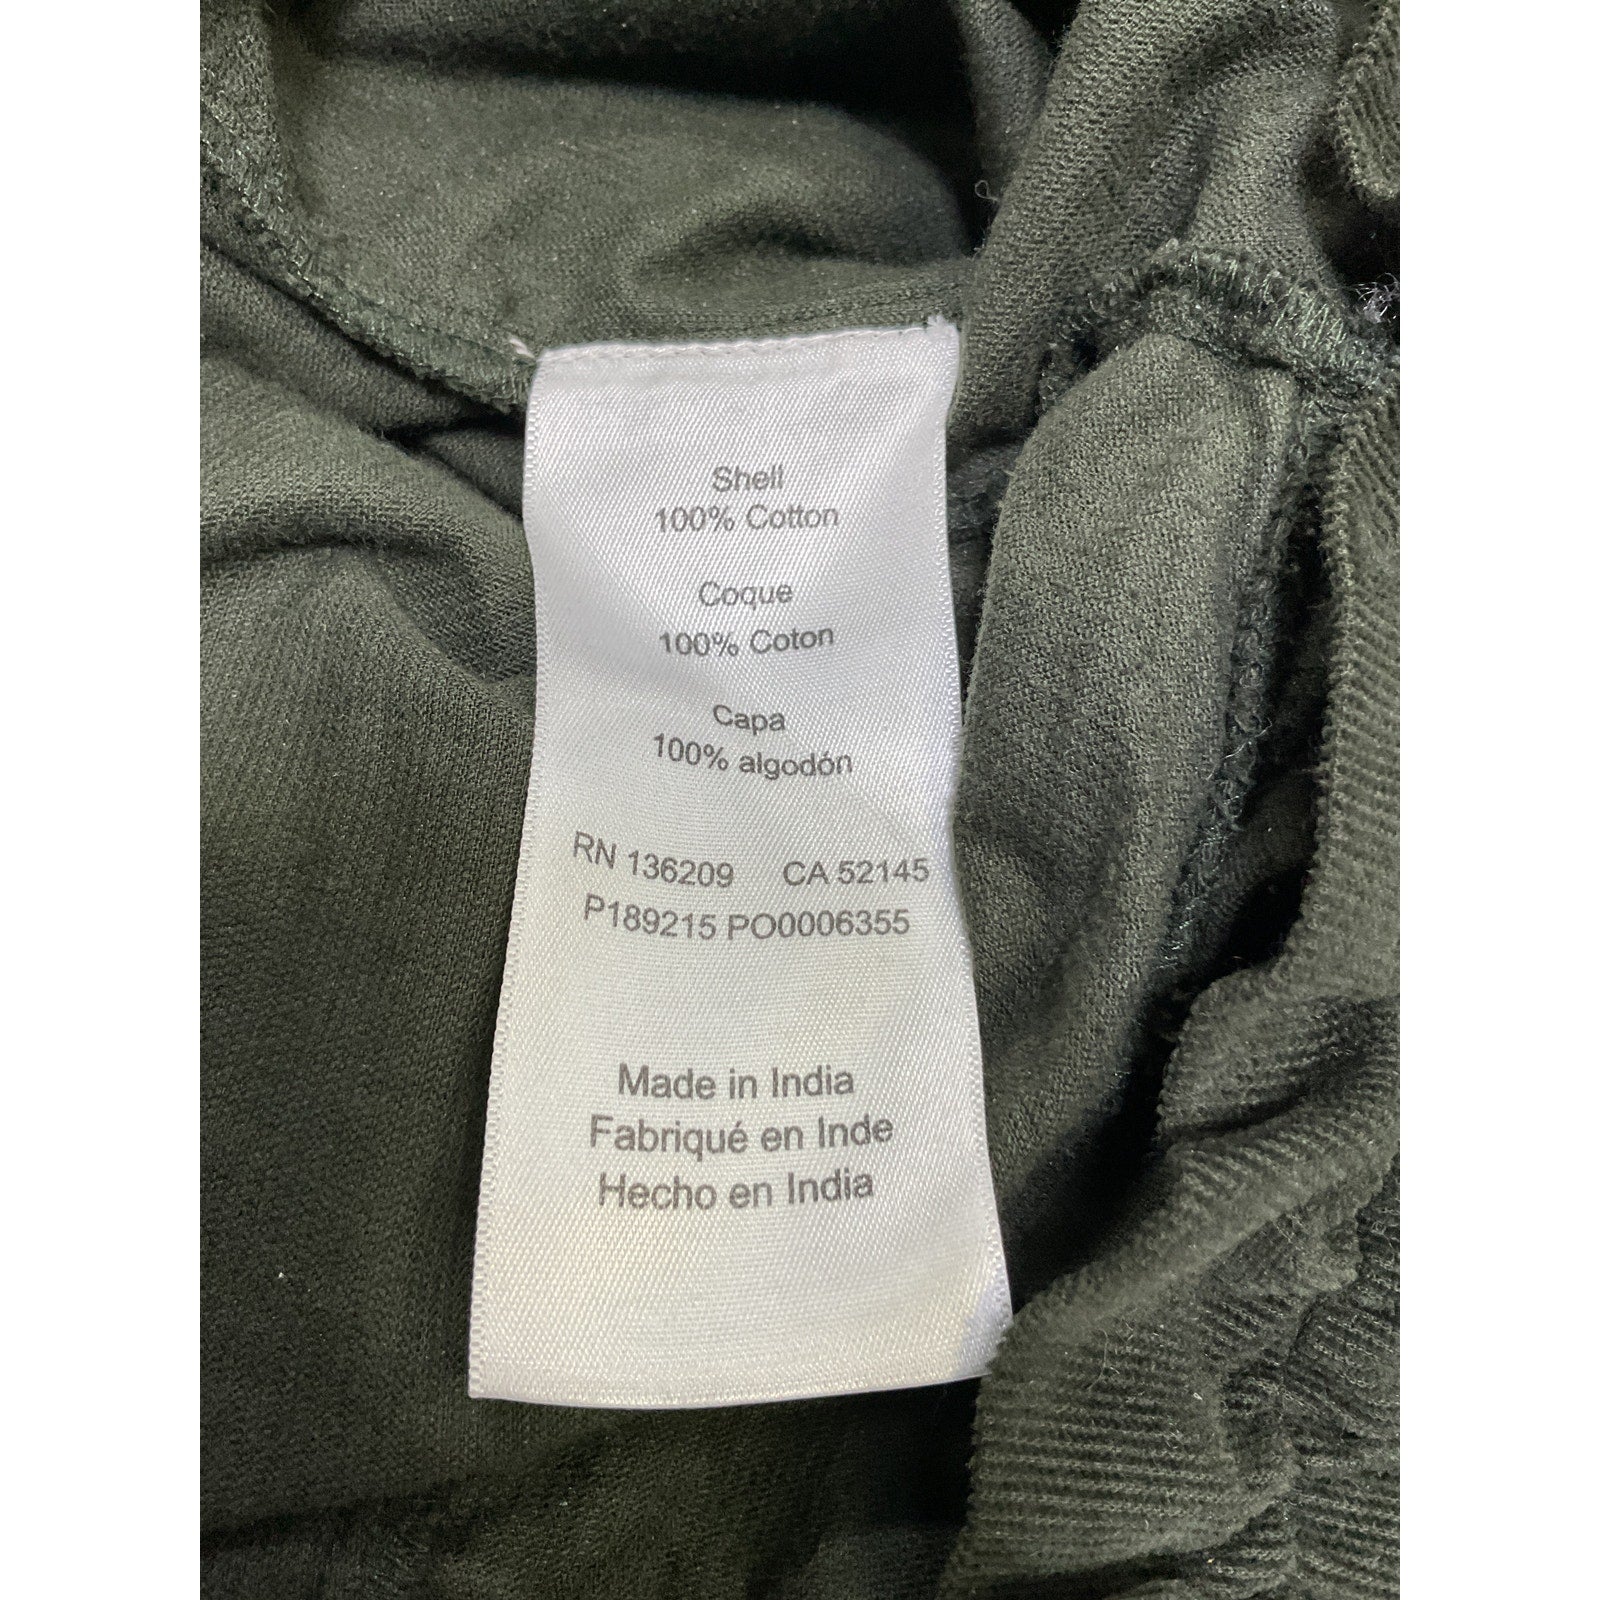 Shell
100% Cotton
Coque
100% Coton
Capa
100% algodón
RN 136209 CA 52145
P189215 PO0006355
Made in India
Fabriqué en Inde
Hecho en India